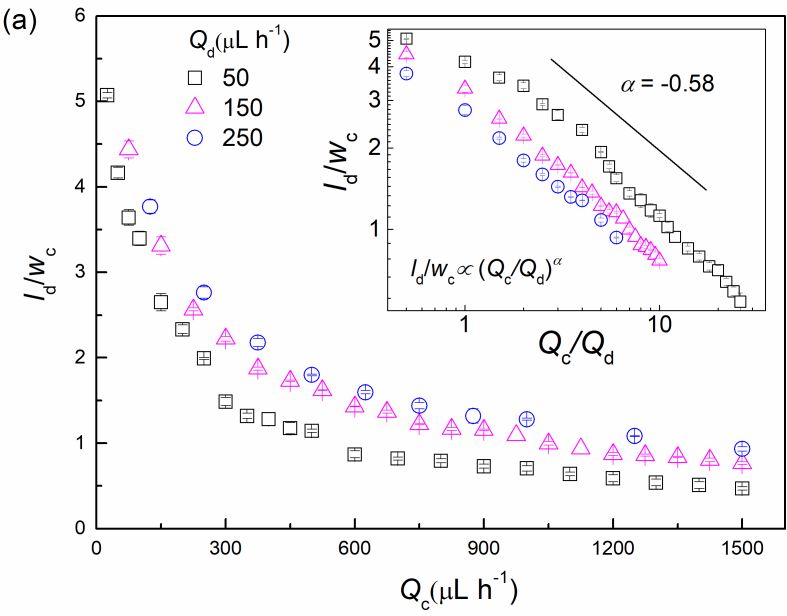 (a)
Q_d(μL h⁻¹)
50
150
250
6
5
4
3
2
1
0
l_d/w_c
0 300 600 900 1200 1500
Q_c(μL h⁻¹)
5
4
3
2
1
l_d/w_c
α = -0.58
l_d/w_c ∝ (Q_c/Q_d)^α
1 10
Q_c/Q_d